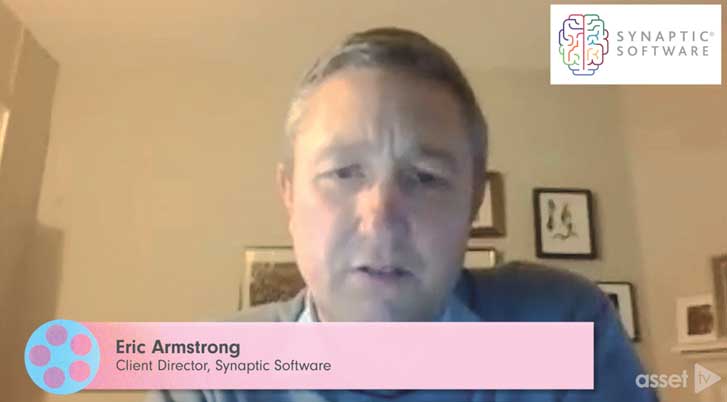 SYNAPTIC®
SOFTWARE
Eric Armstrong
Client Director, Synaptic Software
asset tv